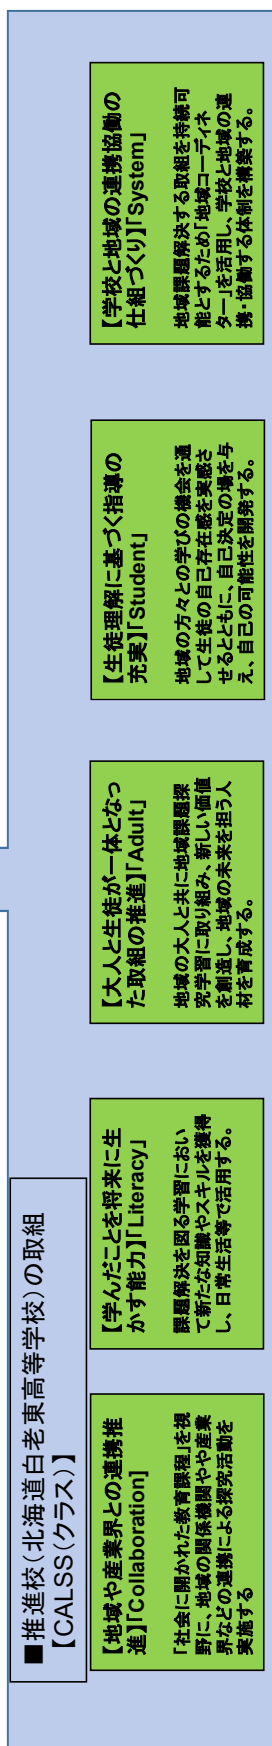 ■推進校(北海道白老東高等学校)の取組
【CALSS(クラス)】
【地域や産業界との連携推
進】「Collaboration】
「社会に開かれた教育課程」を視
野に、地域の関係機関やや産業
界などの連携による探究活動を
実施する
【学んだことを将来に生
かす能力】「Literacy」
課題解決を図る学習におい
て新たな知識やスキルを獲得
し、日常生活等で活用する。
【大人と生徒が一体となっ
た取組の推進】「Adult」
地域の大人と共に地域課題探
究学習に取り組み、新しい価値
を創造し、地域の未来を担う人
材を育成する。
【生徒理解に基づく指導の
充実】「Student」
地域の方々との学びの機会を通
して生徒の自己存在感を実感さ
せるとともに、自己決定の場を与
え、自己の可能性を開発する。
【学校と地域の連携協働の
仕組づくり】「System」
地域課題解決する取組を持続可
能とするため「地域コーディネ
ター」を活用し、学校と地域の連
携・協働する体制を構築する。